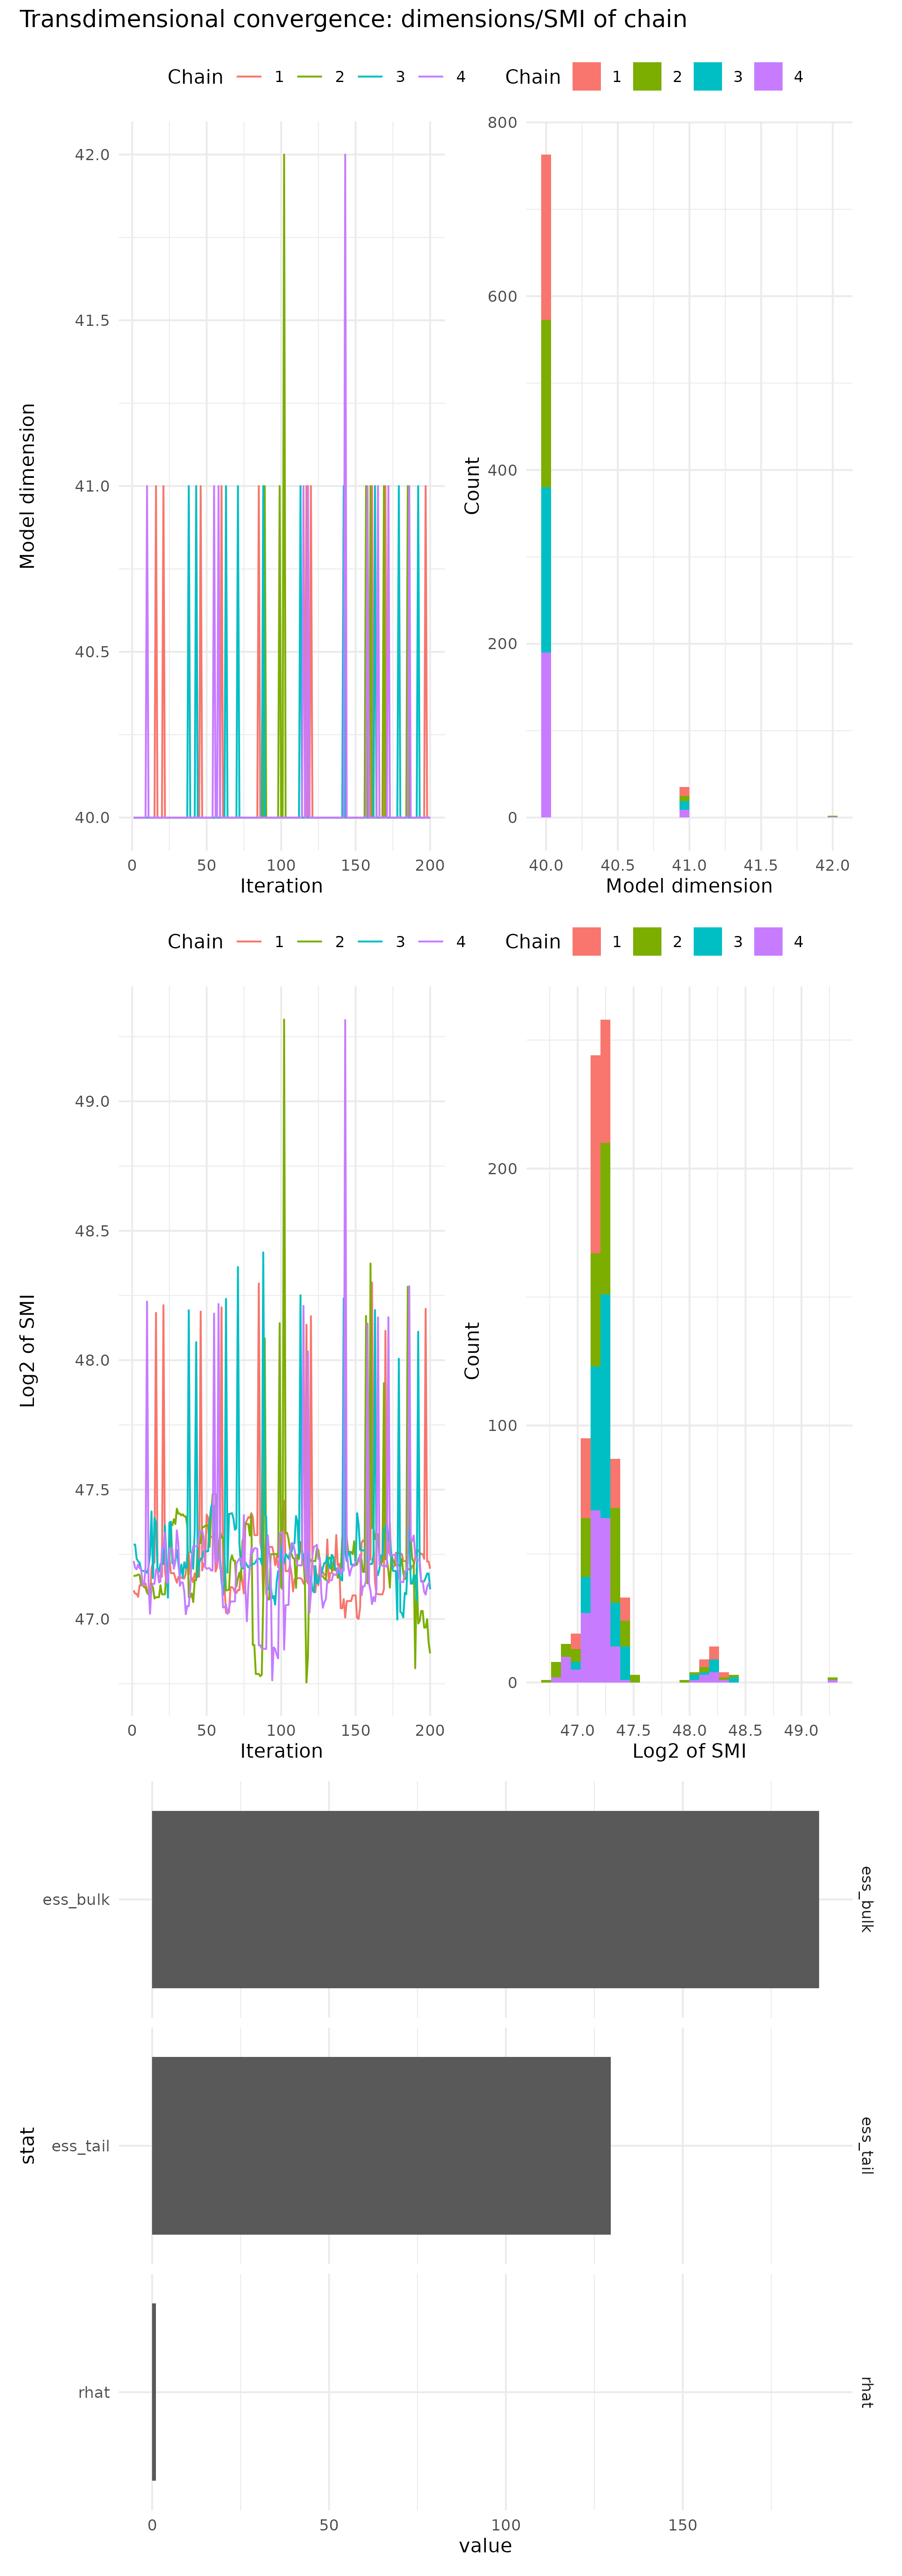 Transdimensional convergence: dimensions/SMI of chain
Chain 1 2 3 4
Chain 1 2 3 4
42.0
41.5
41.0
40.5
40.0
Model dimension
0 50 100 150 200
Iteration
800
600
400
200
0
Count
40.0 40.5 41.0 41.5 42.0
Model dimension
Chain 1 2 3 4
Chain 1 2 3 4
49.0
48.5
48.0
47.5
47.0
Log2 of SMI
0 50 100 150 200
Iteration
200
100
0
Count
47.0 47.5 48.0 48.5 49.0
Log2 of SMI
ess_bulk
ess_bulk
stat
ess_tail
ess_tail
rhat
rhat
0 50 100 150
value